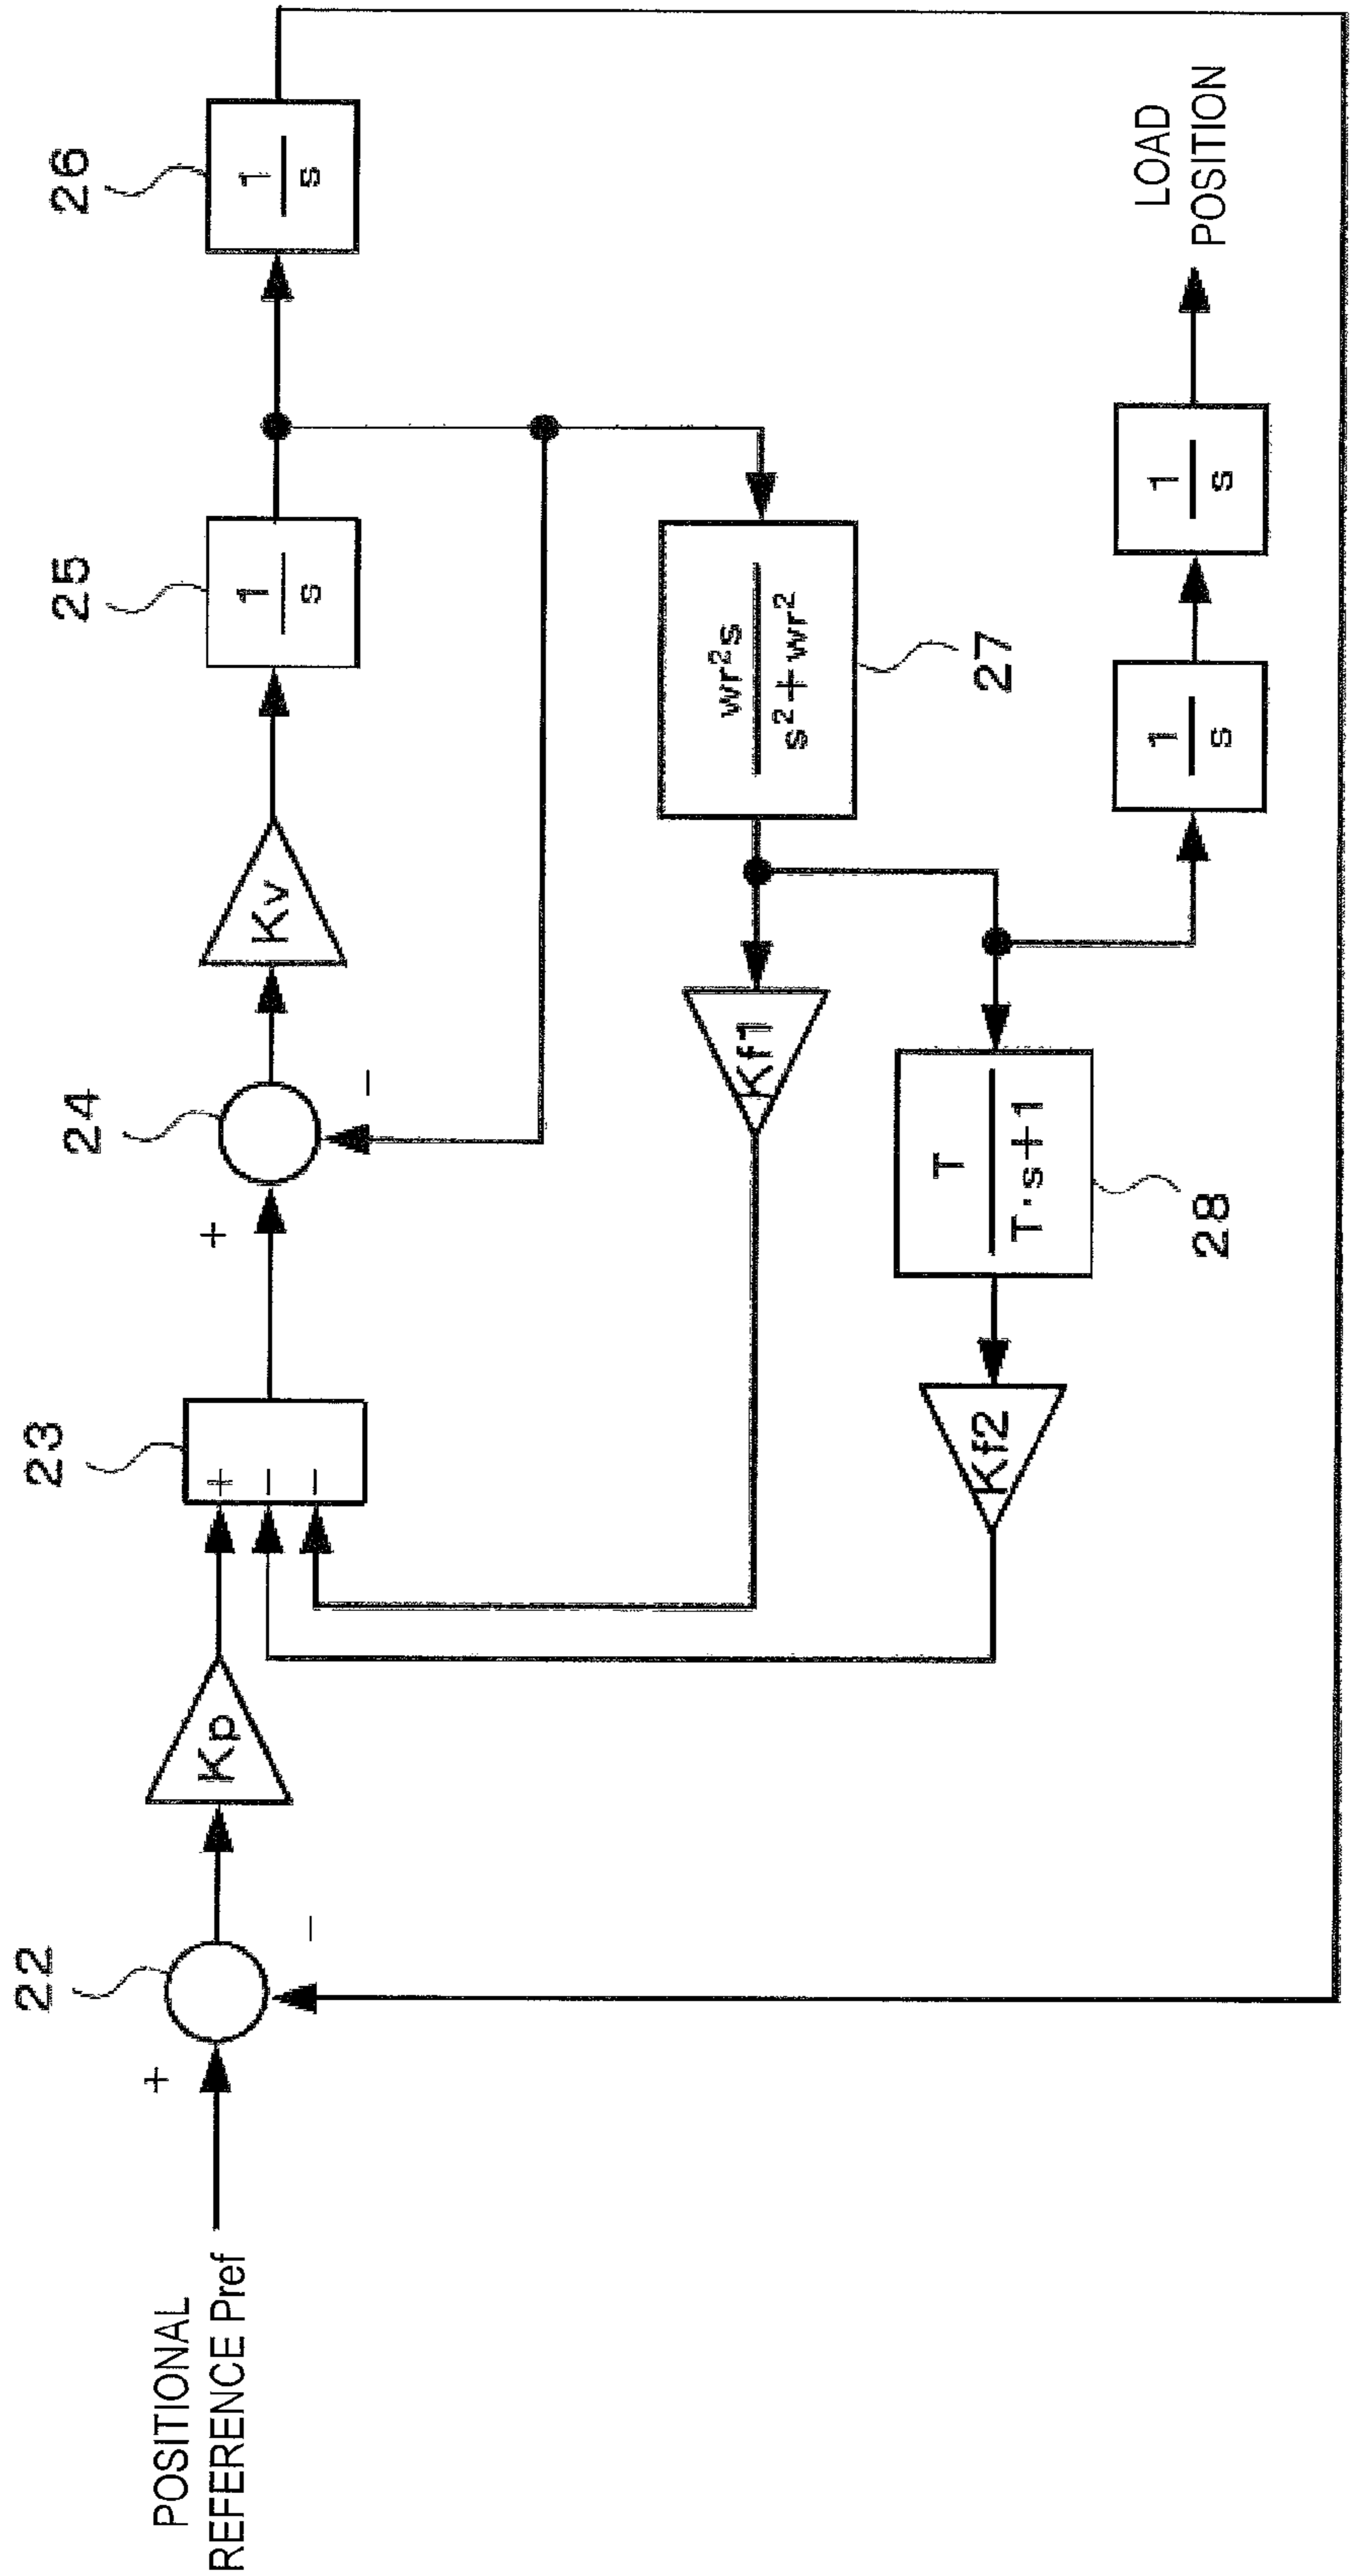 22
23
24
25
26
+
−
Kp
+
−
−
+
−
Kv
1
s
1
s
POSITIONAL
REFERENCE Pref
Kf1
wr²s
s²+wr²
27
Kf2
T
T·s+1
28
1
s
1
s
LOAD
POSITION